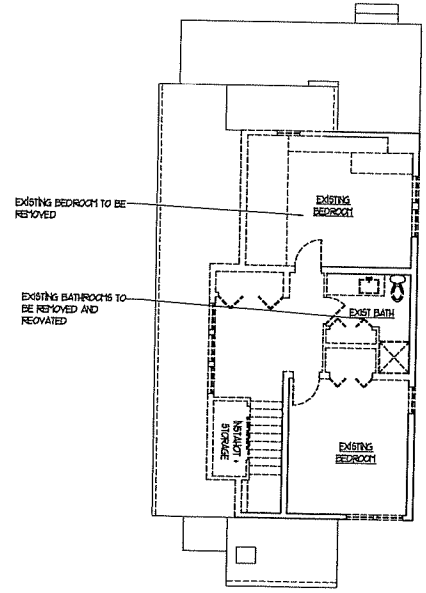 EXISTING BEDROOM TO BE
REMOVED
EXISTING
BEDROOM
EXISTING BATHROOMS TO
BE REMOVED AND
REOVATED
EXIST BATH
INSTAHOT &
STORAGE
EXISTING
BEDROOM